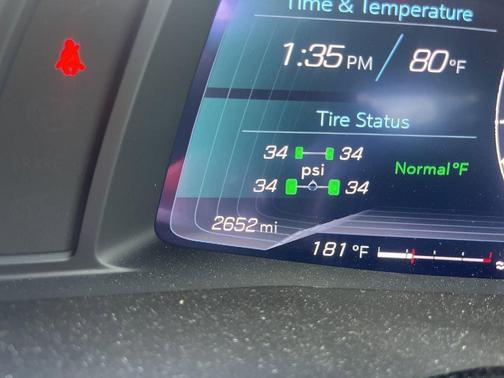 Time & Temperature
1:35 PM / 80 °F
Tire Status
34 34
psi
Normal °F
34 34
2652 mi
181 °F